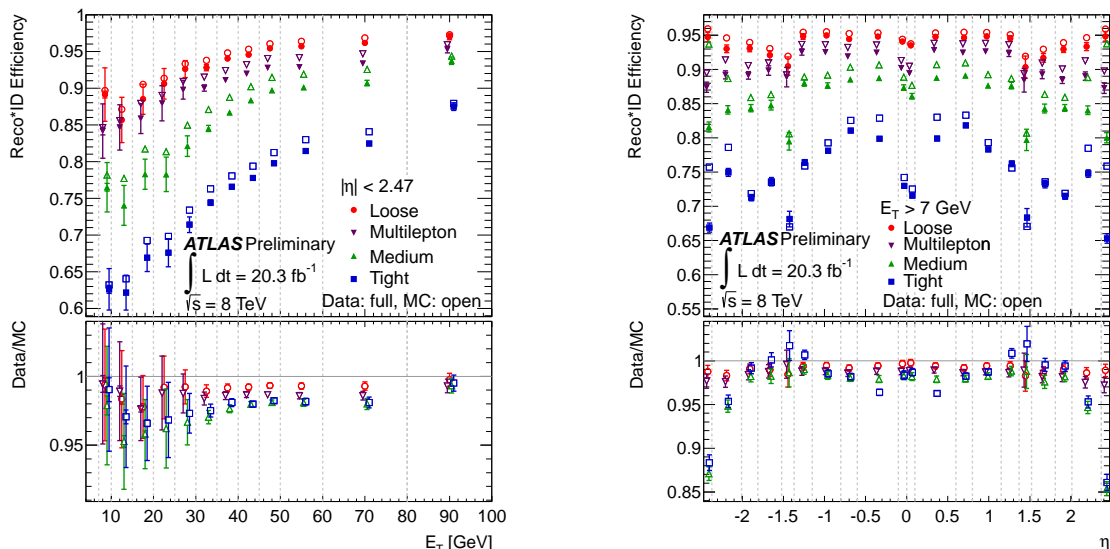 Reco*ID Efficiency
1
0.95
0.9
0.85
0.8
0.75
0.7
0.65
0.6
|η| < 2.47
Loose
Multilepton
Medium
Tight
ATLAS Preliminary
∫ L dt = 20.3 fb⁻¹
√s = 8 TeV
Data: full, MC: open
Data/MC
1
0.95
10 20 30 40 50 60 70 80 90 100
E_T [GeV]
Reco*ID Efficiency
1
0.95
0.9
0.85
0.8
0.75
0.7
0.65
0.6
0.55
E_T > 7 GeV
Loose
Multilepton
Medium
Tight
ATLAS Preliminary
∫ L dt = 20.3 fb⁻¹
√s = 8 TeV
Data: full, MC: open
Data/MC
1
0.95
0.9
0.85
-2 -1.5 -1 -0.5 0 0.5 1 1.5 2
η